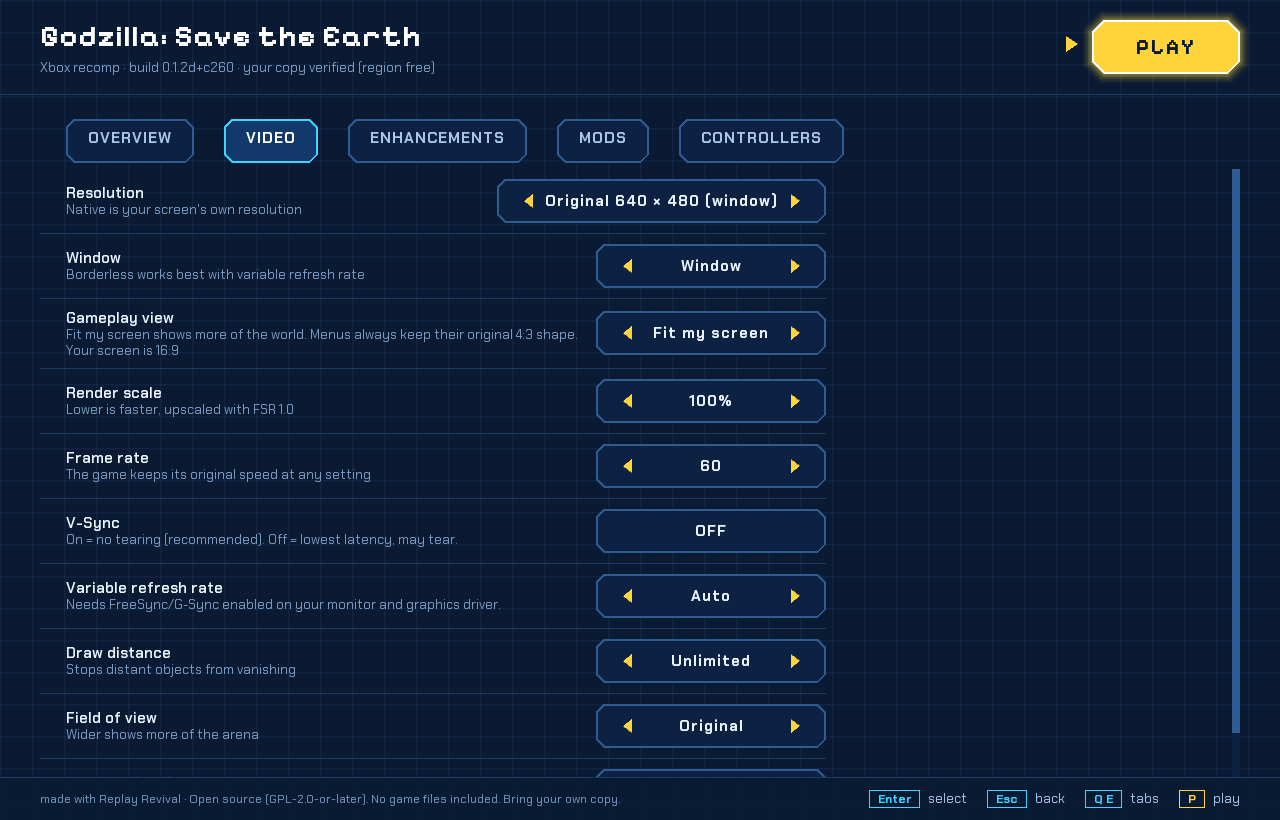 Godzilla: Save the Earth
Xbox recomp · build 0.1.2d+c260 · your copy verified (region free)
PLAY
OVERVIEW
VIDEO
ENHANCEMENTS
MODS
CONTROLLERS
Resolution
Native is your screen's own resolution
Original 640 × 480 (window)
Window
Borderless works best with variable refresh rate
Window
Gameplay view
Fit my screen shows more of the world. Menus always keep their original 4:3 shape.
Your screen is 16:9
Fit my screen
Render scale
Lower is faster, upscaled with FSR 1.0
100%
Frame rate
The game keeps its original speed at any setting
60
V-Sync
On = no tearing (recommended). Off = lowest latency, may tear.
OFF
Variable refresh rate
Needs FreeSync/G-Sync enabled on your monitor and graphics driver.
Auto
Draw distance
Stops distant objects from vanishing
Unlimited
Field of view
Wider shows more of the arena
Original
made with Replay Revival · Open source (GPL-2.0-or-later). No game files included. Bring your own copy.
Enter select
Esc back
Q E tabs
P play